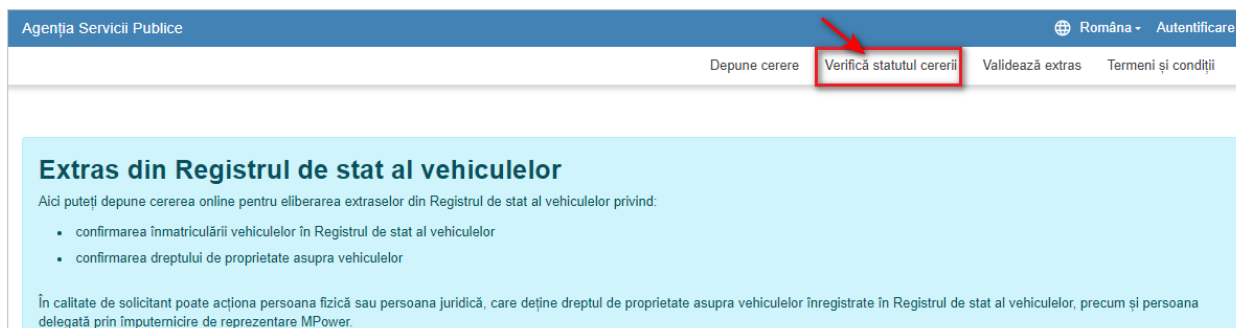 Agenția Servicii Publice Română Autentificare
Depune cerere Verifică statutul cererii Validează extras Termeni și condiții
Extras din Registrul de stat al vehiculelor
Aici puteți depune cererea online pentru eliberarea extraselor din Registrul de stat al vehiculelor privind:
• confirmarea înmatriculării vehiculelor în Registrul de stat al vehiculelor
• confirmarea dreptului de proprietate asupra vehiculelor
În calitate de solicitant poate acționa persoana fizică sau persoana juridică, care deține dreptul de proprietate asupra vehiculelor înregistrate în Registrul de stat al vehiculelor, precum și persoana
delegată prin împuternicire de reprezentare MPower.